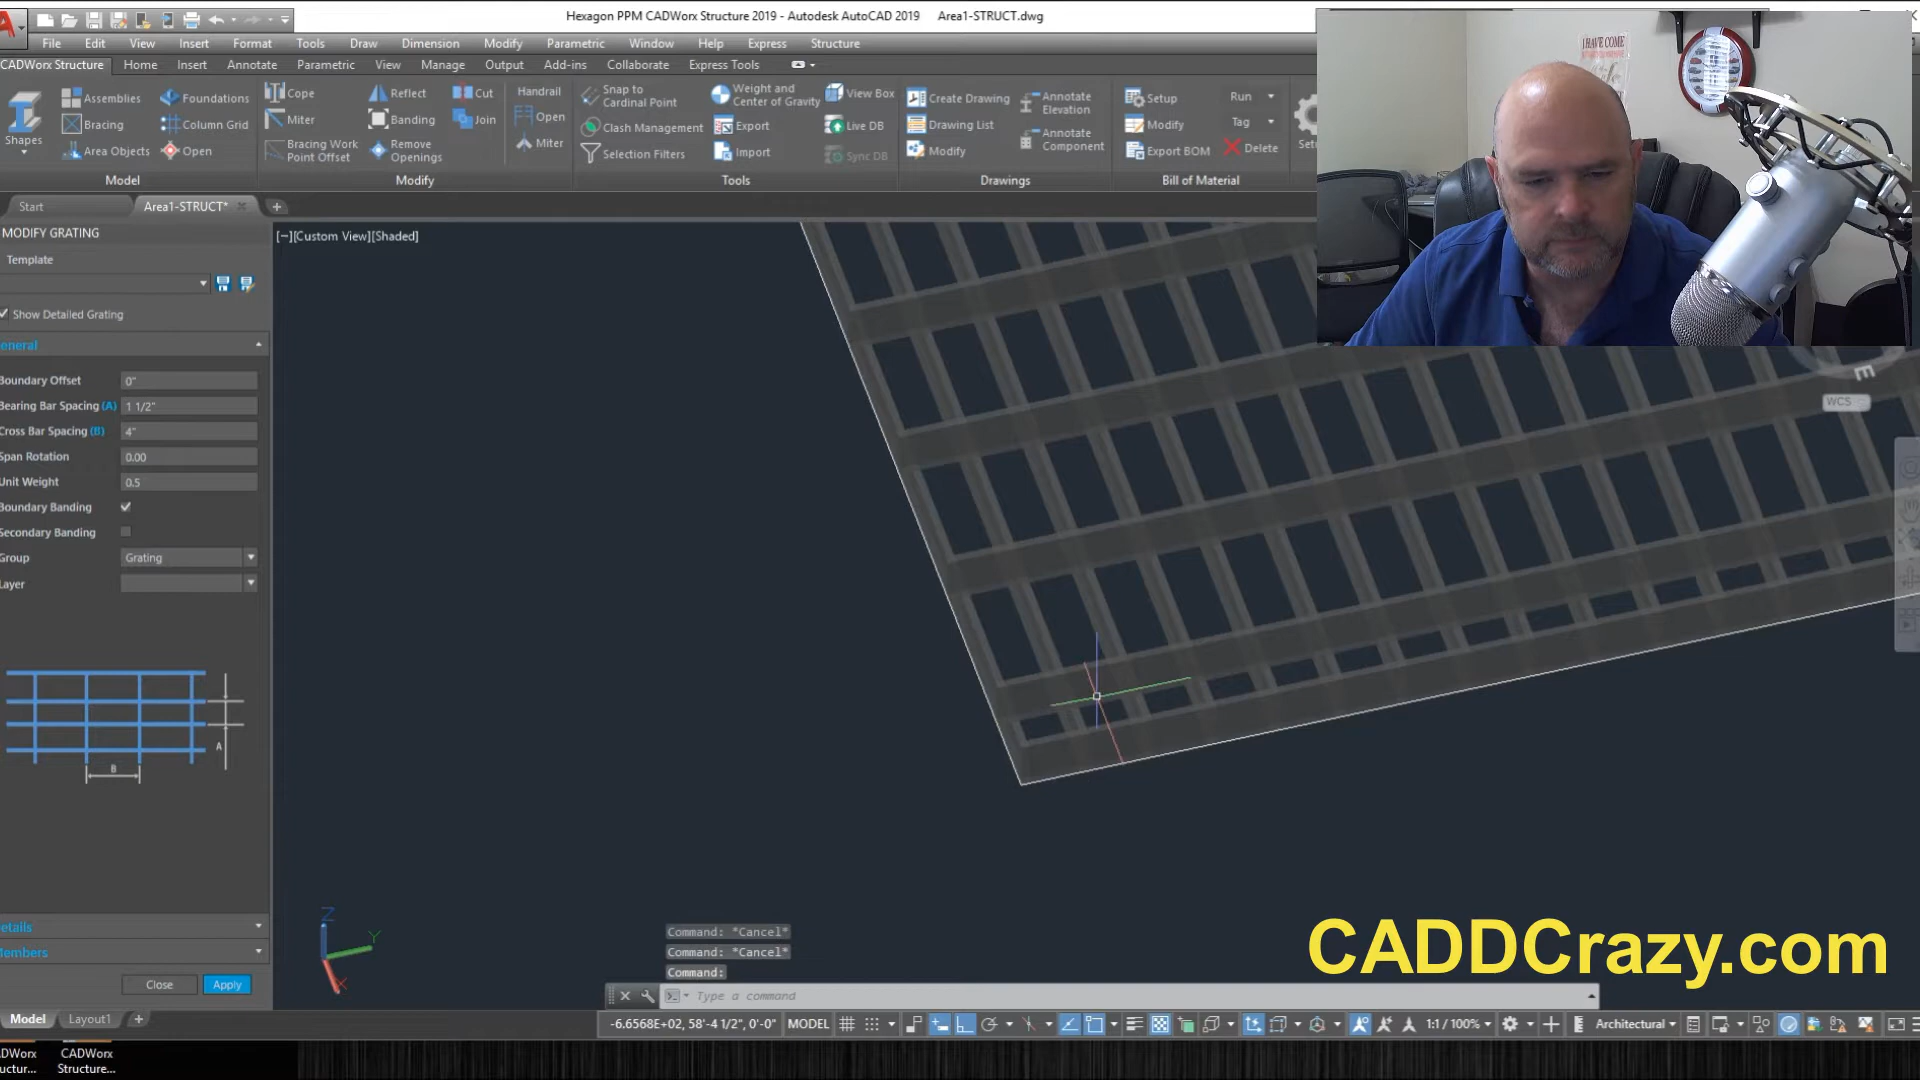 Hexagon PPM CADWorx Structure 2019 - Autodesk AutoCAD 2019 Area1-STRUCT.dwg
File Edit View Insert Format Tools Draw Dimension Modify Parametric Window Help Express Structure
CADWorx Structure Home Insert Annotate Parametric View Manage Output Add-ins Collaborate Express Tools
Shapes
Assemblies
Bracing
Area Objects
Foundations
Column Grid
Open
Model
Cope
Miter
Bracing Work
Point Offset
Reflect
Banding
Remove
Openings
Cut
Join
Handrail
Open
Miter
Modify
Snap to
Cardinal Point
Clash Management
Selection Filters
Weight and
Center of Gravity
Export
Import
View Box
Live DB
Sync DB
Tools
Create Drawing
Drawing List
Modify
Annotate
Elevation
Annotate
Component
Drawings
Setup
Modify
Export BOM
Run
Tag
Delete
Bill of Material
I HAVE COME
Start Area1-STRUCT*
MODIFY GRATING
[−][Custom View][Shaded]
Template
Show Detailed Grating
eneral
Boundary Offset 0"
Bearing Bar Spacing (A) 1 1/2"
Cross Bar Spacing (B) 4"
Span Rotation 0.00
Unit Weight 0.5
Boundary Banding
Secondary Banding
Group Grating
Layer
A
B
etails
Members
Close Apply
E
WCS
Z
Y
X
Command: *Cancel*
Command: *Cancel*
Command:
Type a command
CADDCrazy.com
Model Layout1
-6.6568E+02, 58'-4 1/2", 0'-0" MODEL 1:1 / 100% Architectural
DWorx CADWorx
uctur... Structure...